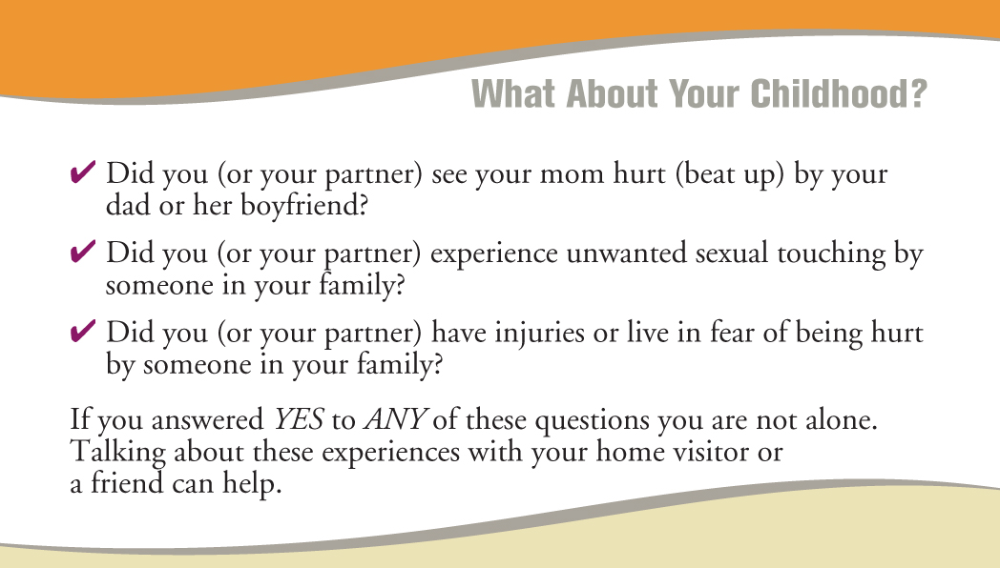 What About Your Childhood?
✔ Did you (or your partner) see your mom hurt (beat up) by your
dad or her boyfriend?
✔ Did you (or your partner) experience unwanted sexual touching by
someone in your family?
✔ Did you (or your partner) have injuries or live in fear of being hurt
by someone in your family?
If you answered YES to ANY of these questions you are not alone.
Talking about these experiences with your home visitor or
a friend can help.